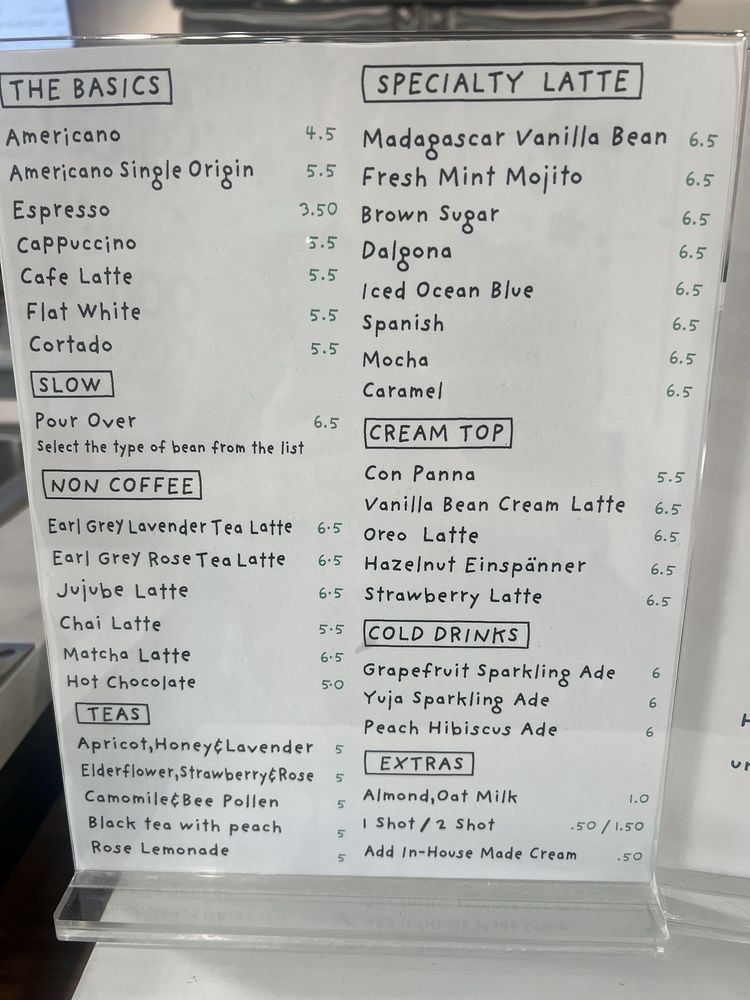 THE BASICS
Americano 4.5
Americano Single Origin 5.5
Espresso 3.50
Cappuccino 5.5
Cafe Latte 5.5
Flat White 5.5
Cortado 5.5
SLOW
Pour Over 6.5
Select the type of bean from the list
NON COFFEE
Earl Grey Lavender Tea Latte 6.5
Earl Grey Rose Tea Latte 6.5
Jujube Latte 6.5
Chai Latte 5.5
Matcha Latte 6.5
Hot Chocolate 5.0
TEAS
Apricot,Honey&Lavender 5
Elderflower,Strawberry&Rose 5
Camomile&Bee Pollen 5
Black tea with peach 5
Rose Lemonade 5
SPECIALTY LATTE
Madagascar Vanilla Bean 6.5
Fresh Mint Mojito 6.5
Brown Sugar 6.5
Dalgona 6.5
Iced Ocean Blue 6.5
Spanish 6.5
Mocha 6.5
Caramel 6.5
CREAM TOP
Con Panna 5.5
Vanilla Bean Cream Latte 6.5
Oreo Latte 6.5
Hazelnut Einspänner 6.5
Strawberry Latte 6.5
COLD DRINKS
Grapefruit Sparkling Ade 6
Yuja Sparkling Ade 6
Peach Hibiscus Ade 6
EXTRAS
Almond,Oat Milk 1.0
1 Shot / 2 Shot .50 / 1.50
Add In-House Made Cream .50